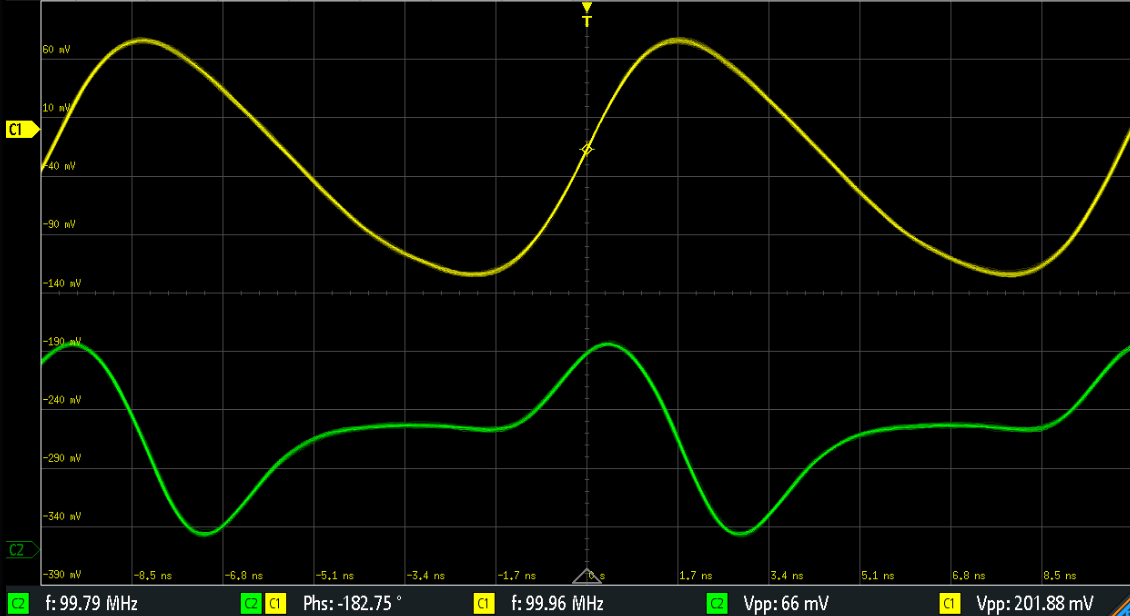 T
60 mV
10 mV
C1
-40 mV
-90 mV
-140 mV
-190 mV
-240 mV
-290 mV
-340 mV
C2
-390 mV -8.5 ns -6.8 ns -5.1 ns -3.4 ns -1.7 ns 0 s 1.7 ns 3.4 ns 5.1 ns 6.8 ns 8.5 ns
C2 f: 99.79 MHz C2 C1 Phs: -182.75 ° C1 f: 99.96 MHz C2 Vpp: 66 mV C1 Vpp: 201.88 mV